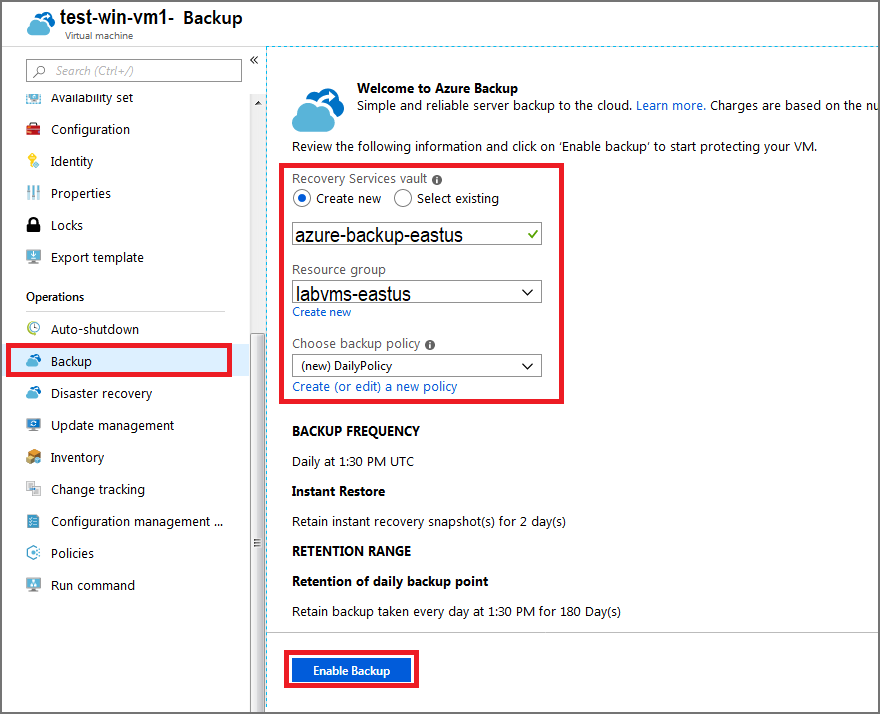 test-win-vm1- Backup
Virtual machine
Search (Ctrl+/)
«
Availability set
Configuration
Identity
Properties
Locks
Export template
Operations
Auto-shutdown
Backup
Disaster recovery
Update management
Inventory
Change tracking
Configuration management ...
Policies
Run command
Welcome to Azure Backup
Simple and reliable server backup to the cloud. Learn more. Charges are based on the nu
Review the following information and click on 'Enable backup' to start protecting your VM.
Recovery Services vault
Create new Select existing
azure-backup-eastus
Resource group
labvms-eastus
Create new
Choose backup policy
(new) DailyPolicy
Create (or edit) a new policy
BACKUP FREQUENCY
Daily at 1:30 PM UTC
Instant Restore
Retain instant recovery snapshot(s) for 2 day(s)
RETENTION RANGE
Retention of daily backup point
Retain backup taken every day at 1:30 PM for 180 Day(s)
Enable Backup